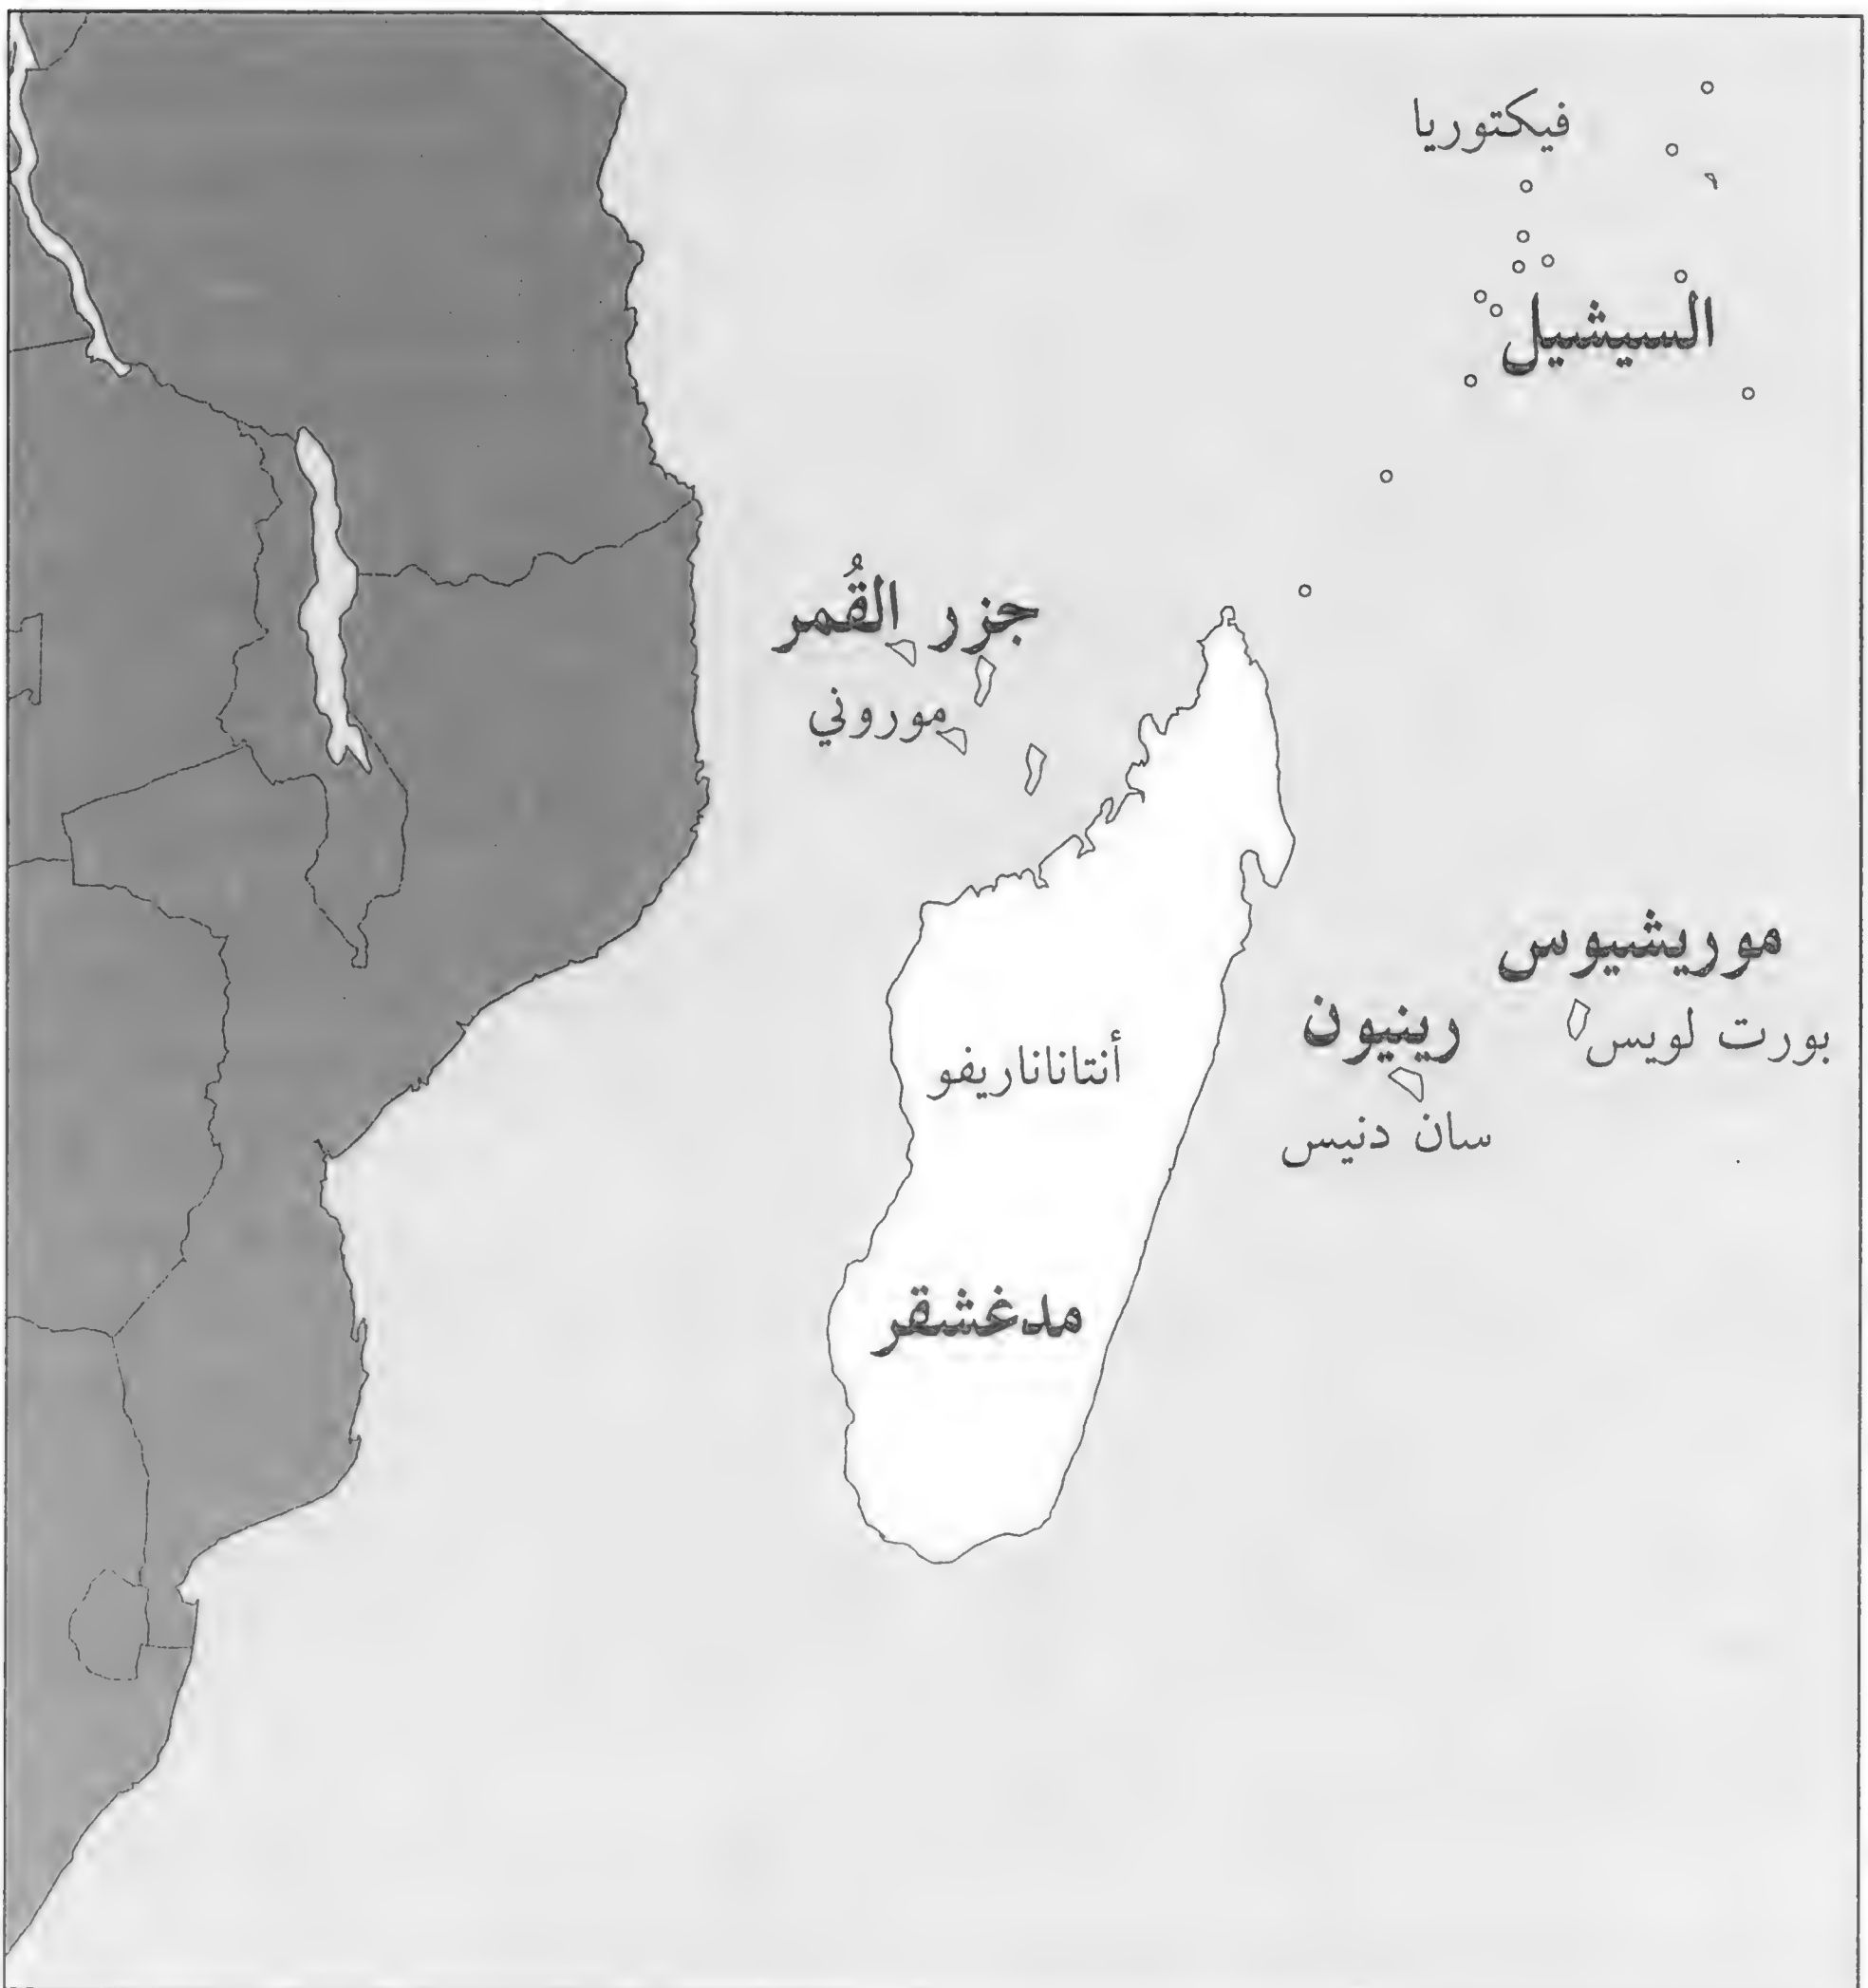 فيكتوريا
السيشيل
جزر القُمر
موروني
موريشيوس
بورت لويس
رينيون
سان دنيس
أنتاناناريفو
مدغشقر